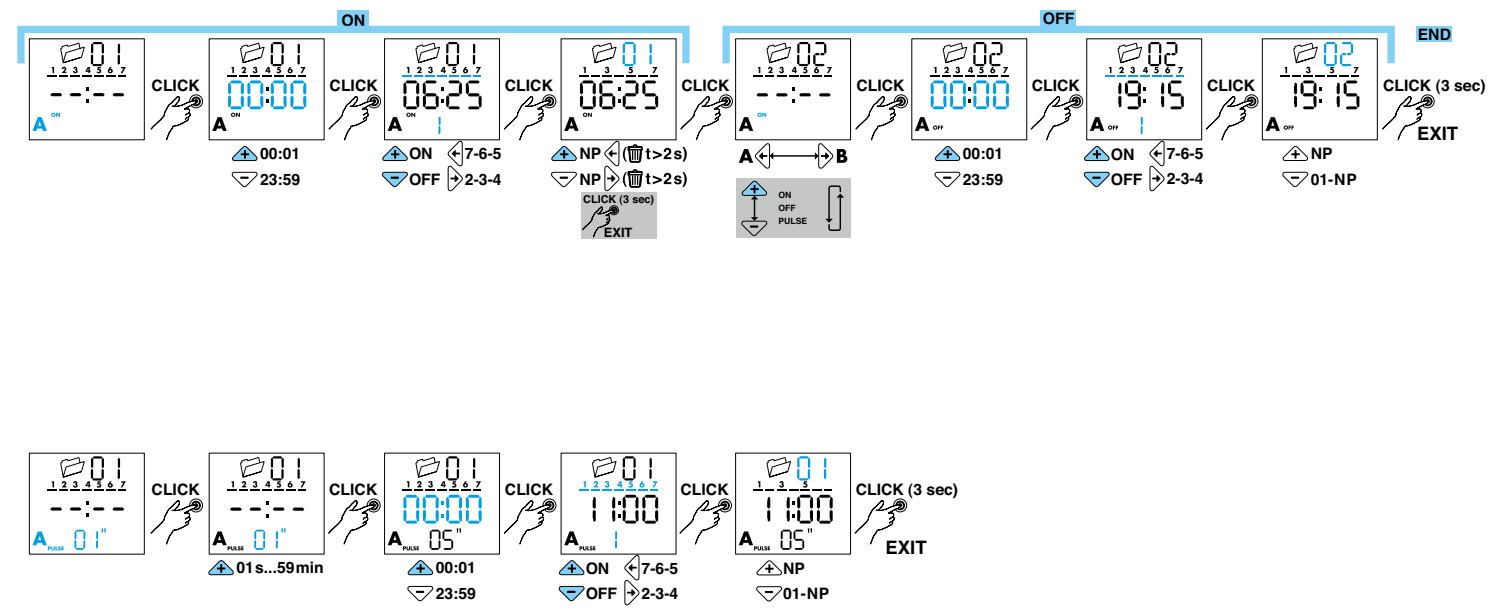 ON
OFF
END
01
1 2 3 4 5 6 7
--:--
A ON
CLICK
01
1 2 3 4 5 6 7
00:00
A ON
+ 00:01
- 23:59
CLICK
01
1 2 3 4 5 6 7
06:25
A ON
1
+ ON 7-6-5
- OFF 2-3-4
CLICK
01
1 3 5 7
06:25
A ON
+ NP (t>2s)
- NP (t>2s)
CLICK (3 sec)
EXIT
CLICK
02
1 2 3 4 5 6 7
--:--
A ON
A B
+ ON
OFF
- PULSE
CLICK
02
1 2 3 4 5 6 7
00:00
A OFF
+ 00:01
- 23:59
CLICK
02
1 2 3 4 5 6 7
19:15
A OFF
1
+ ON 7-6-5
- OFF 2-3-4
CLICK
02
1 3 5 7
19:15
A OFF
+ NP
- 01-NP
CLICK (3 sec)
EXIT
01
1 2 3 4 5 6 7
--:--
A PULSE 01"
CLICK
01
1 2 3 4 5 6 7
--:--
A PULSE 01"
+ 01s...59min
CLICK
01
1 2 3 4 5 6 7
00:00
A PULSE 05"
+ 00:01
- 23:59
CLICK
01
1 2 3 4 5 6 7
11:00
A PULSE 1
+ ON 7-6-5
- OFF 2-3-4
CLICK
01
1 3 5
11:00
A PULSE 05"
+ NP
- 01-NP
CLICK (3 sec)
EXIT